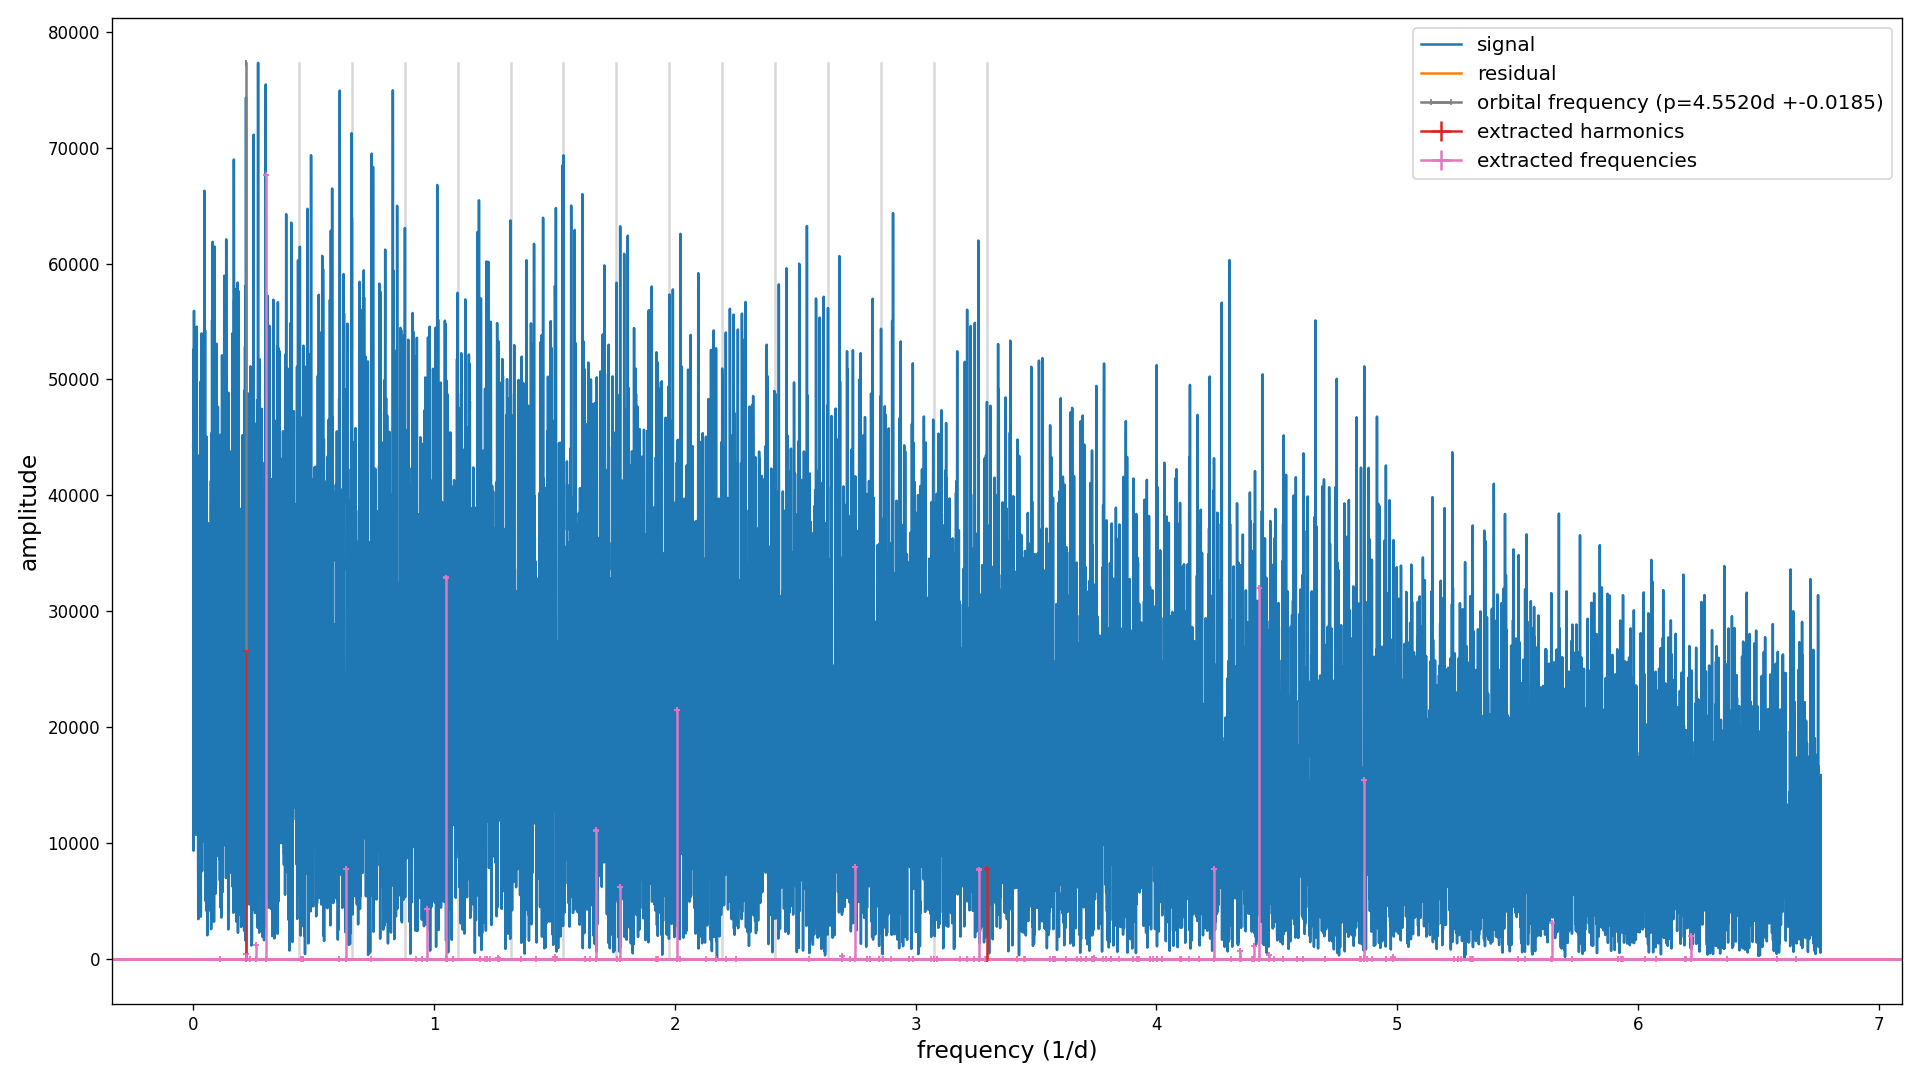 80000
70000
60000
50000
40000
30000
20000
10000
0
amplitude
0 1 2 3 4 5 6 7
frequency (1/d)
signal
residual
orbital frequency (p=4.5520d +-0.0185)
extracted harmonics
extracted frequencies